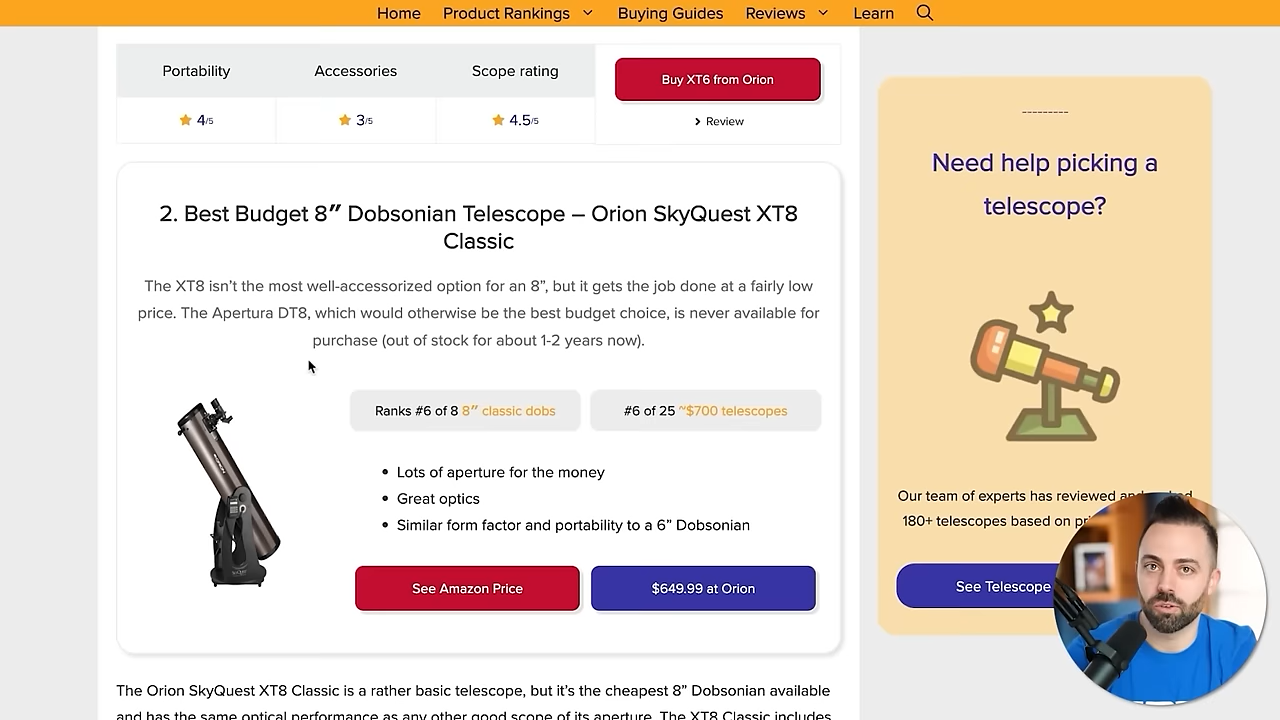 Home Product Rankings Buying Guides Reviews Learn
Portability Accessories Scope rating
Buy XT6 from Orion
4/5 3/5 4.5/5
Review
2. Best Budget 8″ Dobsonian Telescope – Orion SkyQuest XT8
Classic
The XT8 isn’t the most well-accessorized option for an 8”, but it gets the job done at a fairly low
price. The Apertura DT8, which would otherwise be the best budget choice, is never available for
purchase (out of stock for about 1-2 years now).
Ranks #6 of 8 8″ classic dobs
#6 of 25 ~$700 telescopes
• Lots of aperture for the money
• Great optics
• Similar form factor and portability to a 6” Dobsonian
See Amazon Price
$649.99 at Orion
The Orion SkyQuest XT8 Classic is a rather basic telescope, but it’s the cheapest 8” Dobsonian available
and has the same optical performance as any other good scope of its aperture. The XT8 Classic includes
---------
Need help picking a
telescope?
Our team of experts has reviewed
180+ telescopes based on
See Telescope